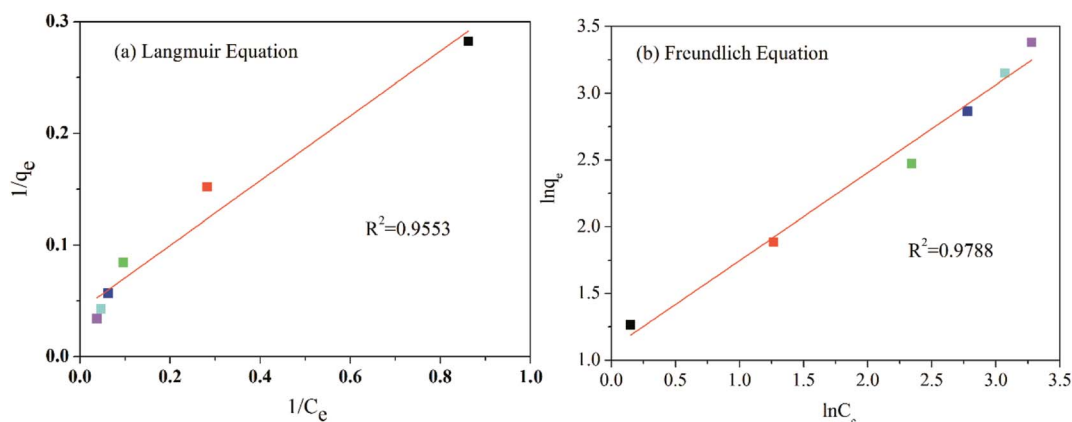 (a) Langmuir Equation
0.3
0.2
0.1
0.0
1/qₑ
R²=0.9553
0.0 0.2 0.4 0.6 0.8 1.0
1/Cₑ
(b) Freundlich Equation
3.5
3.0
2.5
2.0
1.5
1.0
lnqₑ
R²=0.9788
0.0 0.5 1.0 1.5 2.0 2.5 3.0 3.5